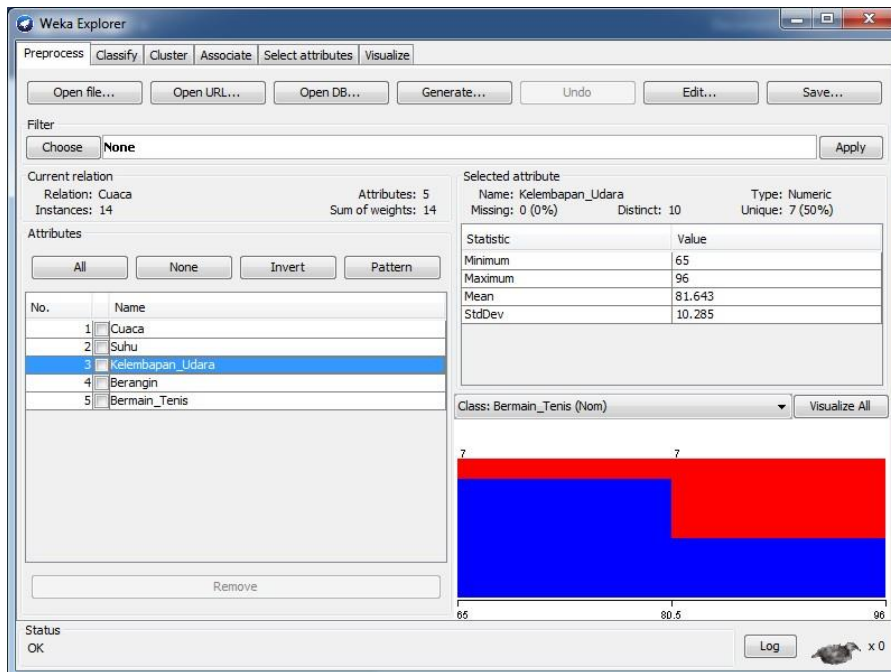 Weka Explorer
Preprocess Classify Cluster Associate Select attributes Visualize
Open file... Open URL... Open DB... Generate... Undo Edit... Save...
Filter
Choose None Apply
Current relation
Relation: Cuaca Attributes: 5
Instances: 14 Sum of weights: 14
Attributes
All None Invert Pattern
No. Name
1 Cuaca
2 Suhu
3 Kelembapan_Udara
4 Berangin
5 Bermain_Tenis
Remove
Selected attribute
Name: Kelembapan_Udara Type: Numeric
Missing: 0 (0%) Distinct: 10 Unique: 7 (50%)
Statistic Value
Minimum 65
Maximum 96
Mean 81.643
StdDev 10.285
Class: Bermain_Tenis (Nom) Visualize All
7 7
65 80.5 96
Status
OK Log x 0